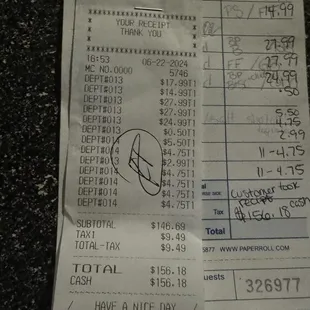 YOUR RECEIPT
THANK YOU
16:53 06-22-2024
MC NO.0000 5746
DEPT#013 $17.99T1
DEPT#013 $14.99T1
DEPT#013 $27.99T1
DEPT#013 $27.99T1
DEPT#013 $24.99T1
DEPT#013 $0.50T1
DEPT#014 $5.50T1
DEPT#014 $4.75T1
DEPT#013 $2.99T1
DEPT#014 $4.75T1
DEPT#014 $4.75T1
DEPT#014 $4.75T1
DEPT#014 $4.75T1
SUBTOTAL $146.69
TAX1 $9.49
TOTAL-TAX $9.49
TOTAL $156.18
CASH $156.18
HAVE A NICE DAY
PS / 14.99
27.99
27.99
24.99
.50
5.50
4.75
2.99
11-4.75
11-4.75
customer took
receipt
Tax $156.18 cash
Total
WWW.PAPERROLL.COM
uests
326977